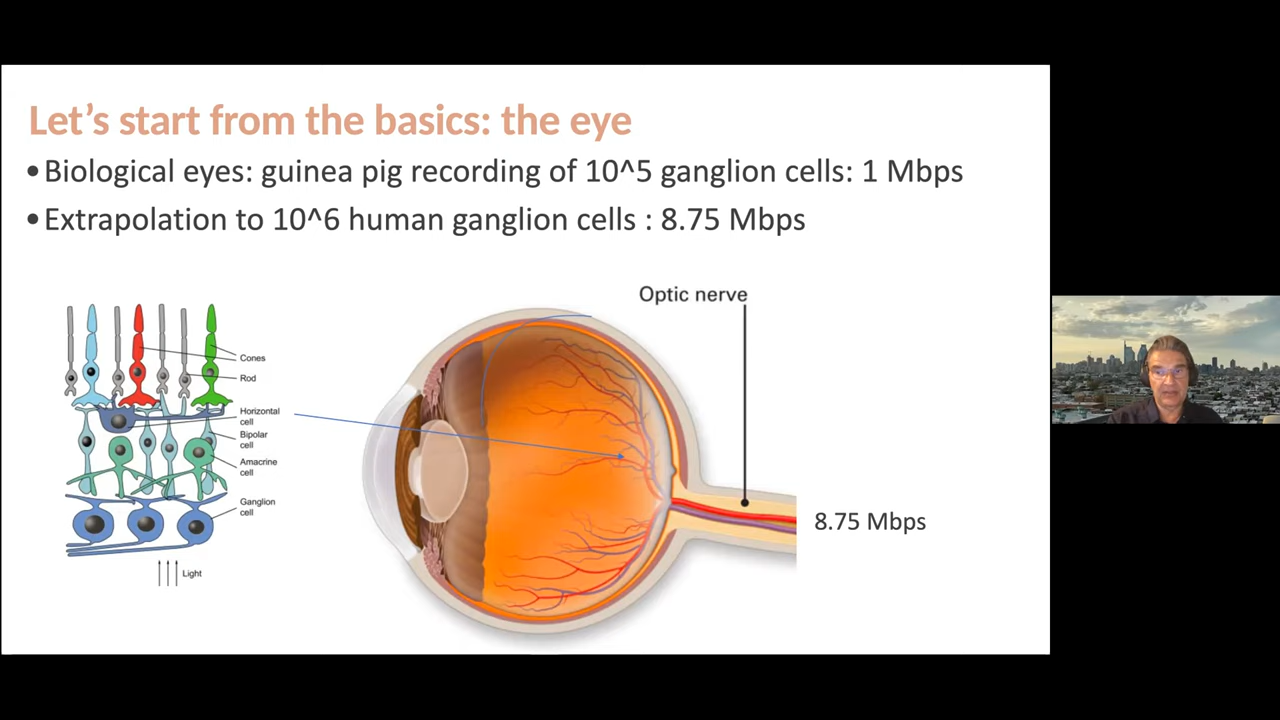 Let's start from the basics: the eye
•Biological eyes: guinea pig recording of 10^5 ganglion cells: 1 Mbps
•Extrapolation to 10^6 human ganglion cells : 8.75 Mbps
Optic nerve
Cones
Rod
Horizontal
cell
Bipolar
cell
Amacrine
cell
Ganglion
cell
Light
8.75 Mbps